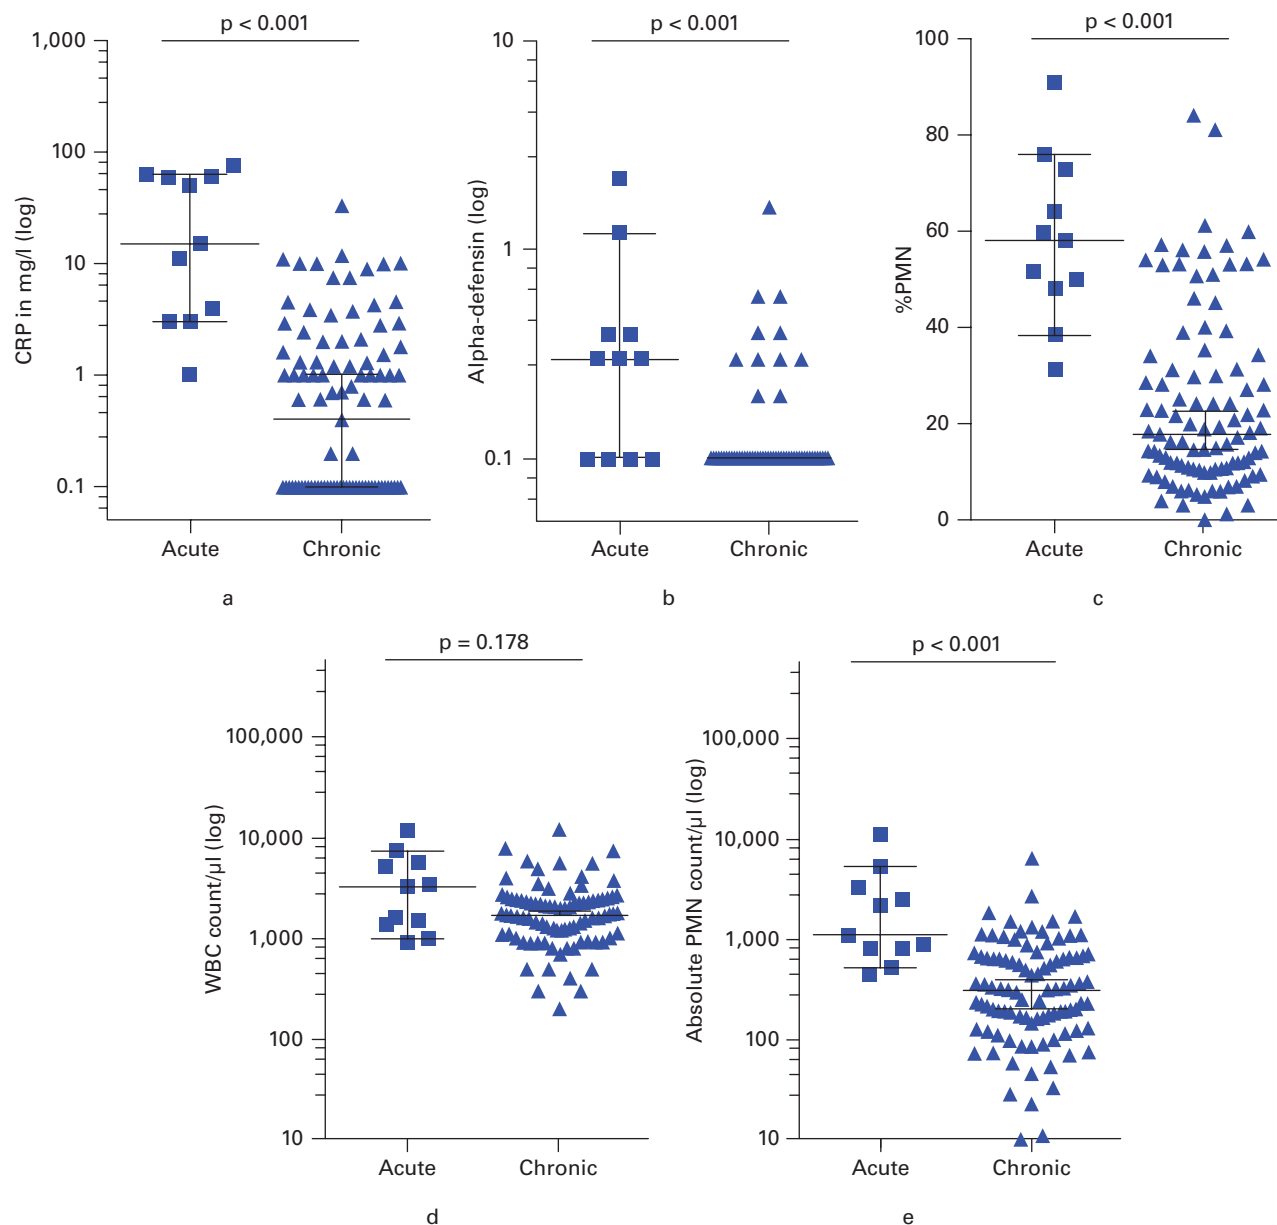 p < 0.001
1,000
100
10
1
0.1
CRP in mg/l (log)
Acute
Chronic
a
p < 0.001
10
1
0.1
Alpha-defensin (log)
Acute
Chronic
b
p < 0.001
100
80
60
40
20
0
%PMN
Acute
Chronic
c
p = 0.178
100,000
10,000
1,000
100
10
WBC count/µl (log)
Acute
Chronic
d
p < 0.001
100,000
10,000
1,000
100
10
Absolute PMN count/µl (log)
Acute
Chronic
e